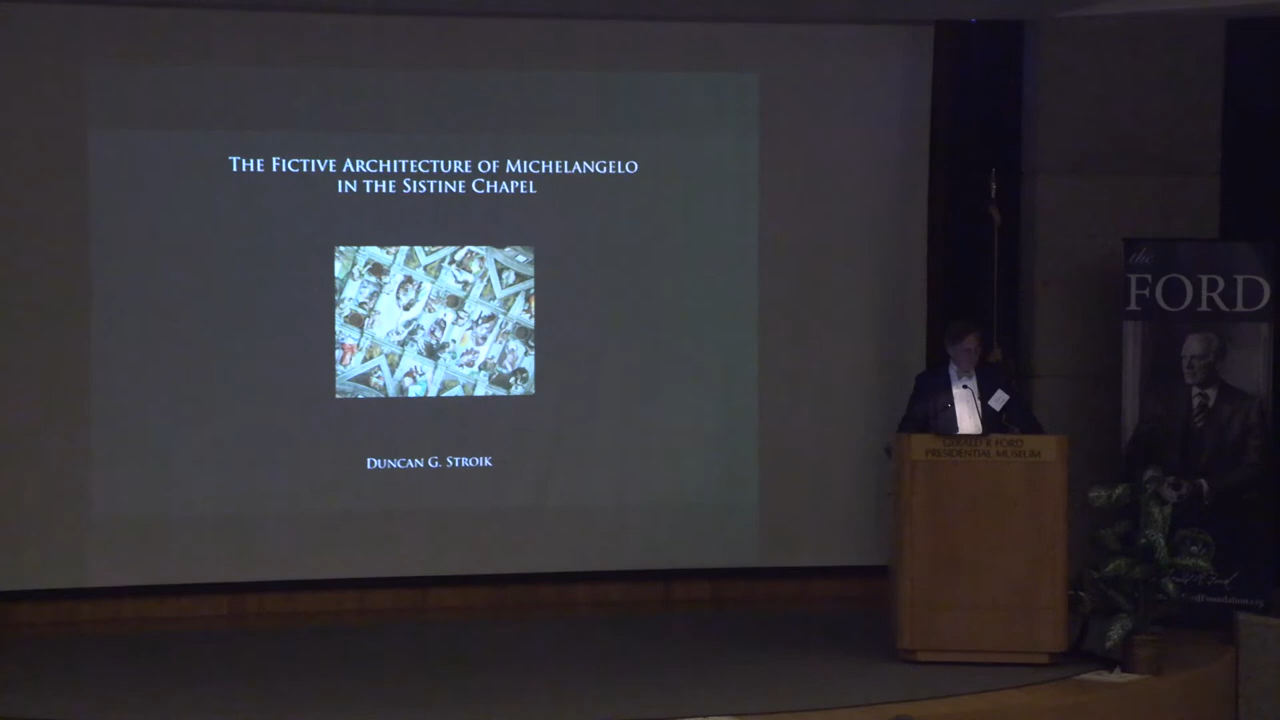 THE FICTIVE ARCHITECTURE OF MICHELANGELO
IN THE SISTINE CHAPEL
DUNCAN G. STROIK
GERALD R FORD
PRESIDENTIAL MUSEUM
the
FORD